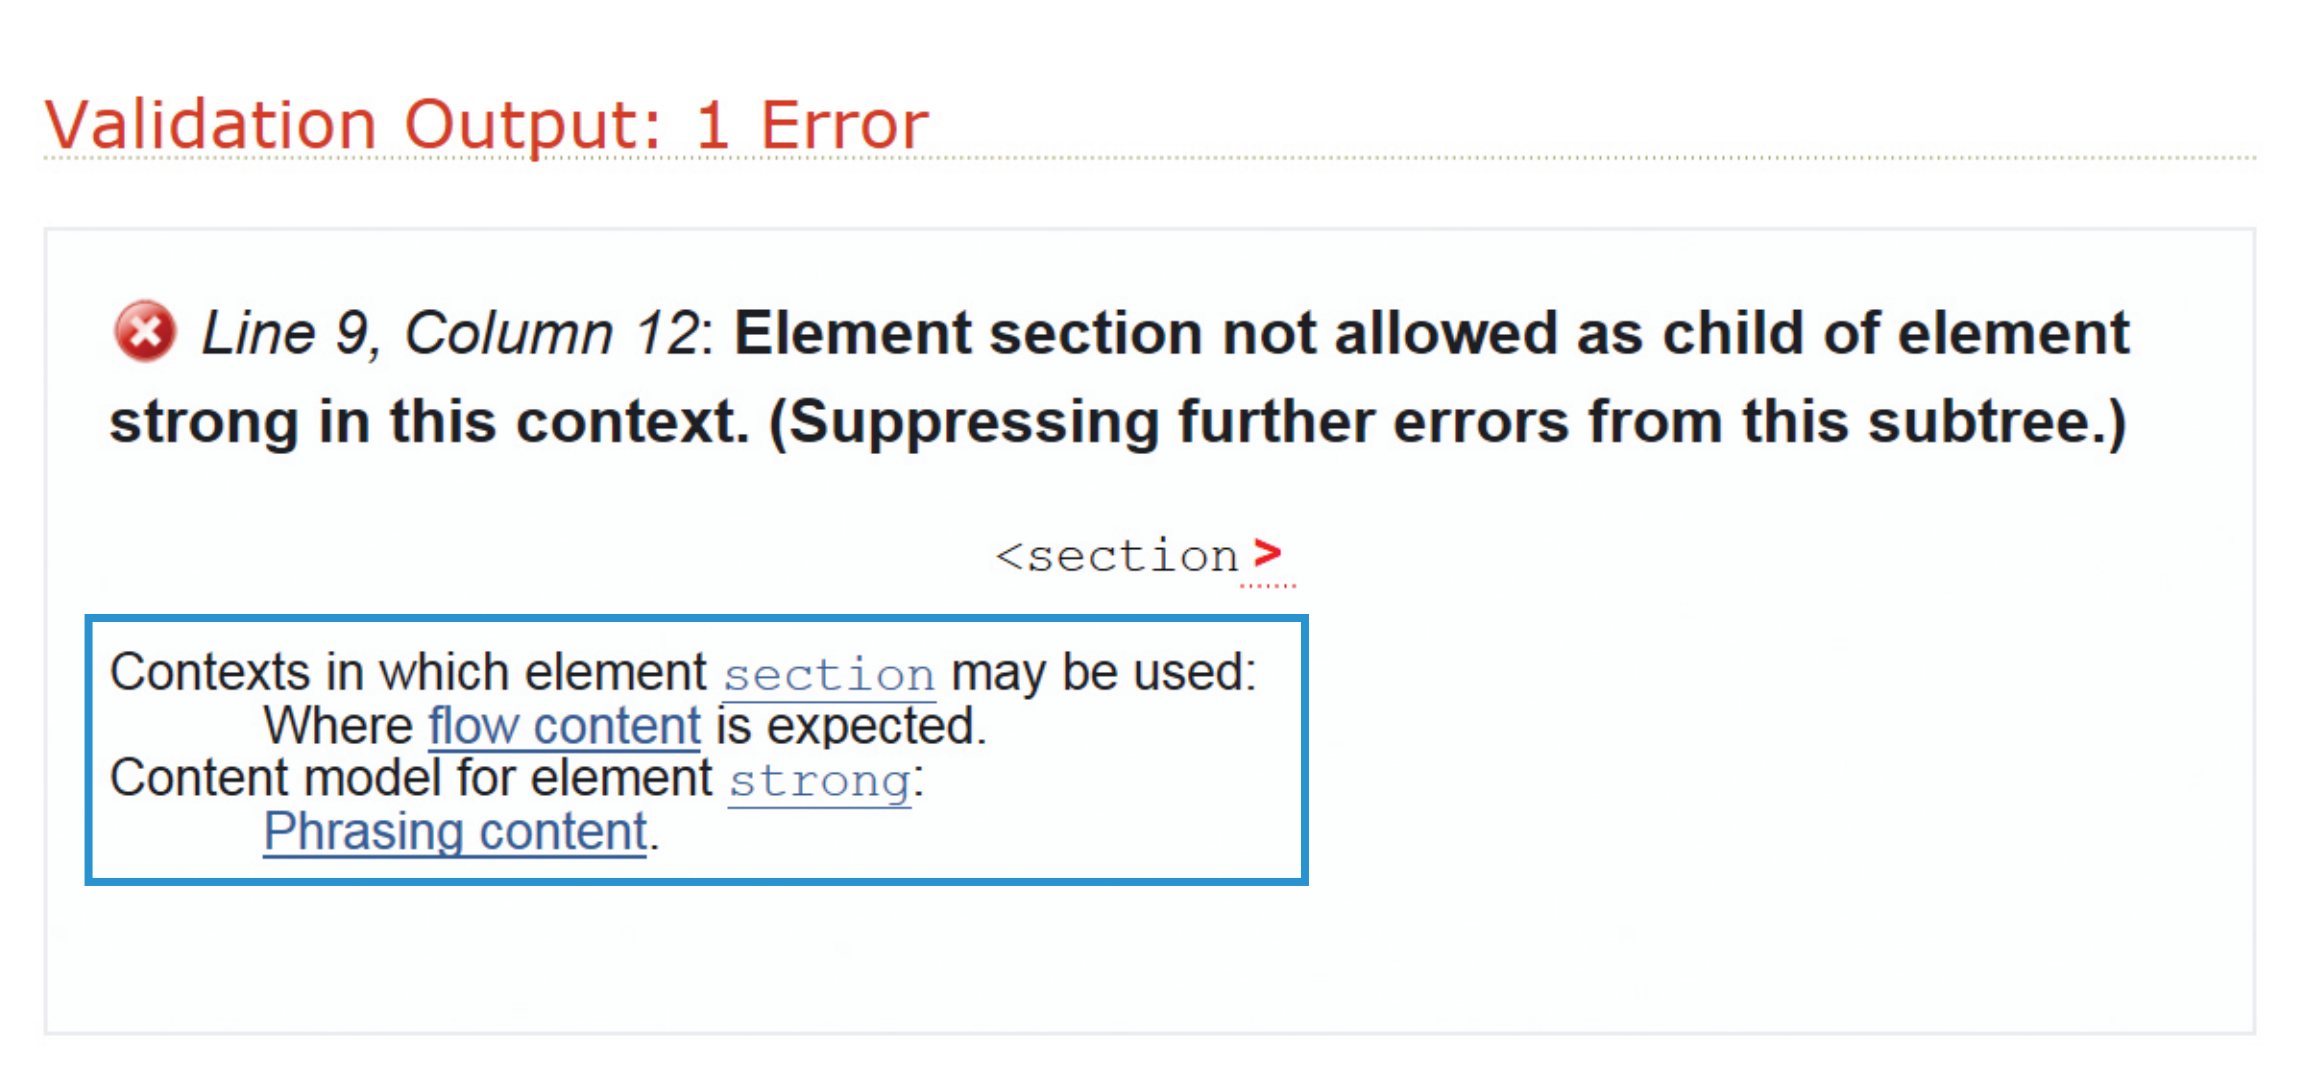 Validation Output: 1 Error
Line 9, Column 12: Element section not allowed as child of element
strong in this context. (Suppressing further errors from this subtree.)
<section>
Contexts in which element section may be used:
Where flow content is expected.
Content model for element strong:
Phrasing content.